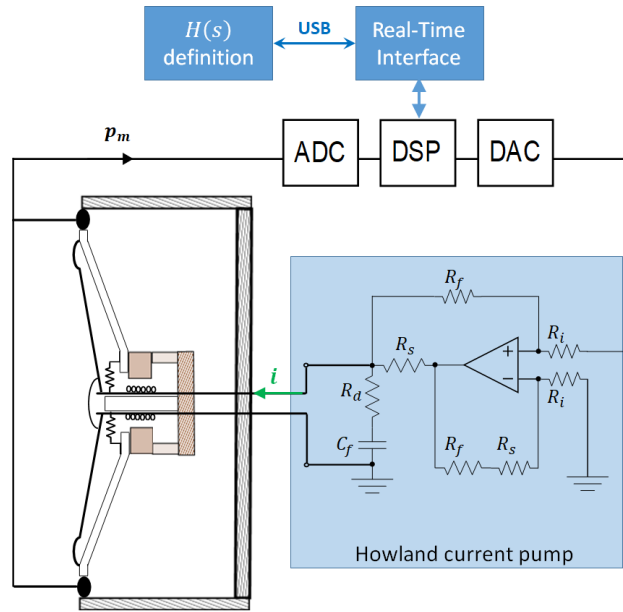 H(s)
definition
USB
Real-Time
Interface
p_m
ADC
DSP
DAC
R_f
R_s
R_i
R_d
R_i
C_f
R_f
R_s
i
+
−
Howland current pump